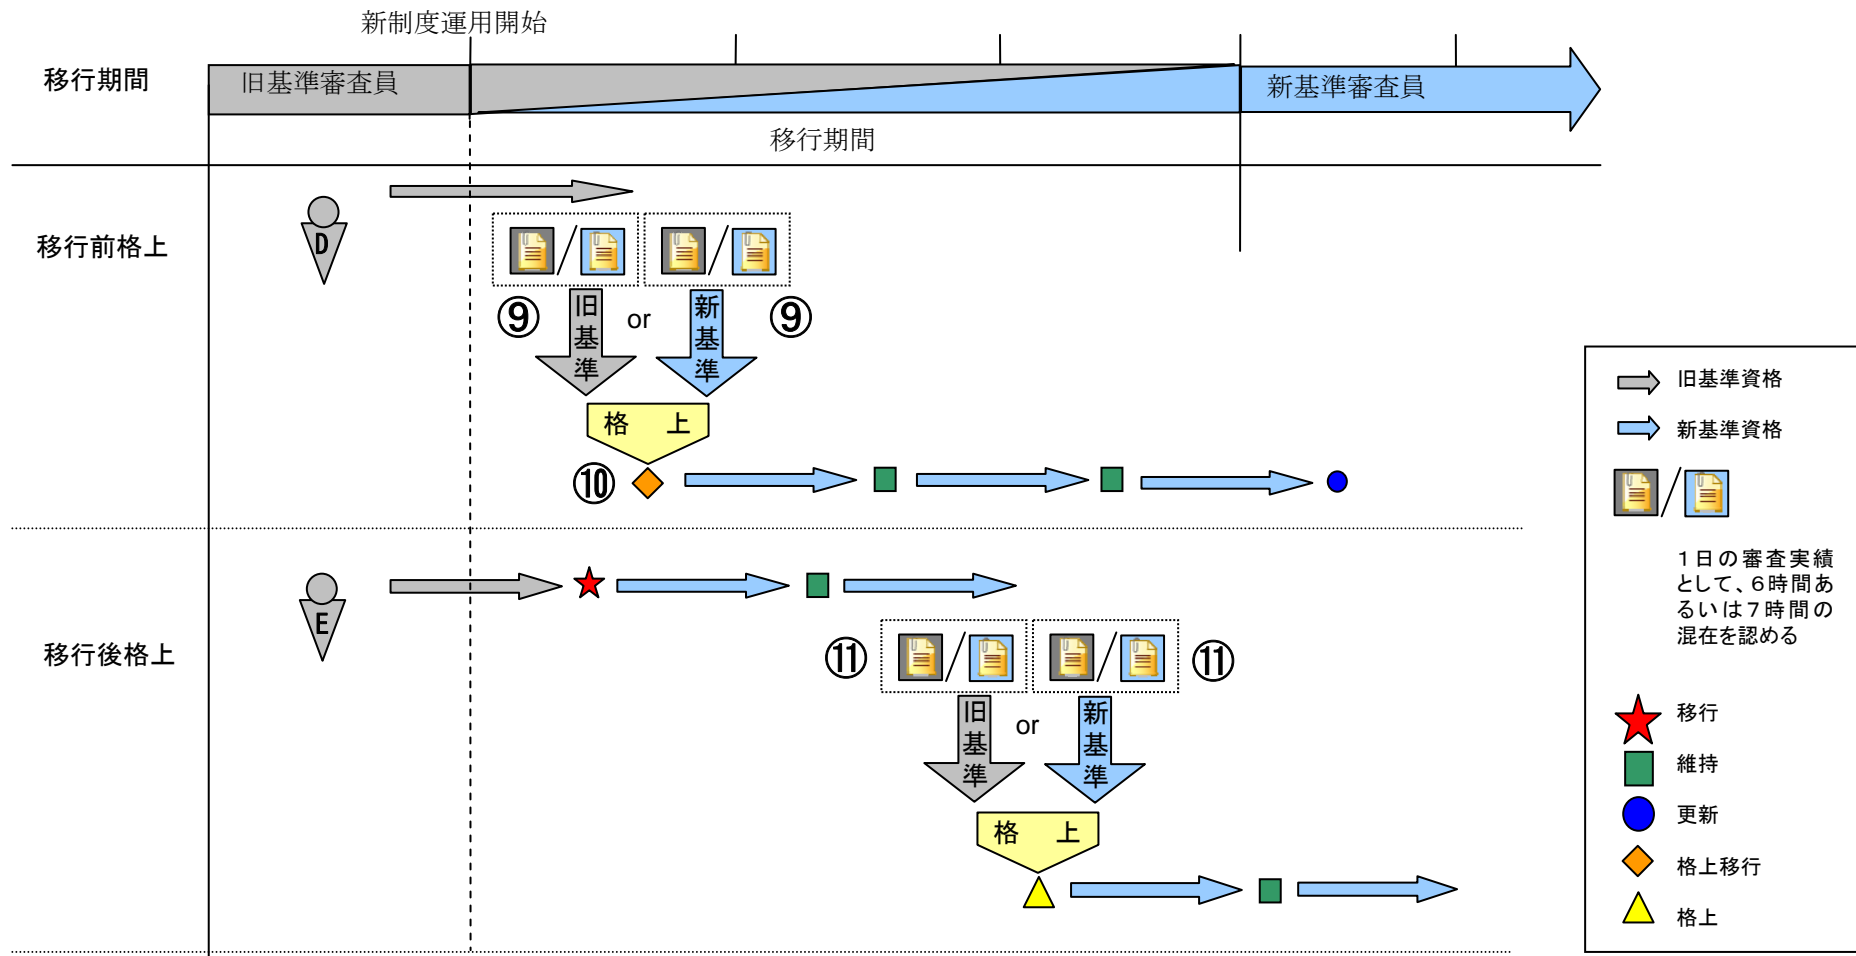 新制度運用開始
移行期間
旧基準審査員
新基準審査員
移行期間
移行前格上
D
⑨
旧基準
or
新基準
⑨
格 上
⑩
移行後格上
E
⑪
⑪
旧基準
or
新基準
格 上
旧基準資格
新基準資格
1日の審査実績
として、6時間あ
るいは7時間の
混在を認める
移行
維持
更新
格上移行
格上